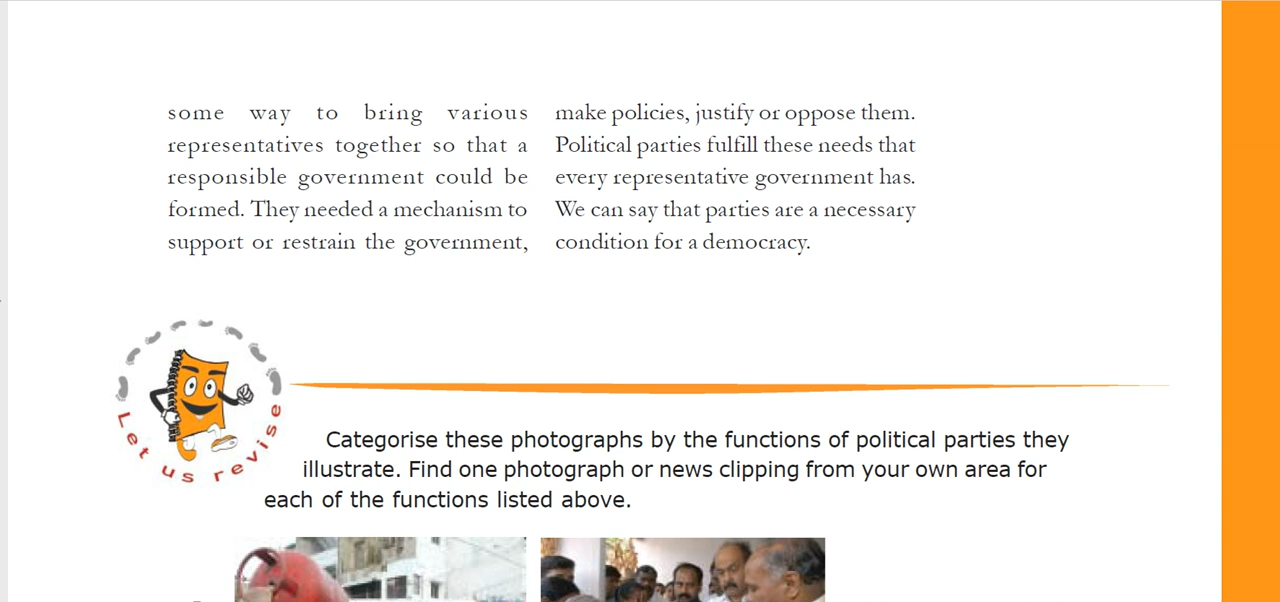 some way to bring various
representatives together so that a
responsible government could be
formed. They needed a mechanism to
support or restrain the government,
make policies, justify or oppose them.
Political parties fulfill these needs that
every representative government has.
We can say that parties are a necessary
condition for a democracy.
Let us revise
Categorise these photographs by the functions of political parties they
illustrate. Find one photograph or news clipping from your own area for
each of the functions listed above.